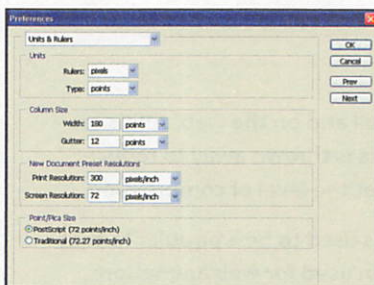 Preferences
Units & Rulers
OK
Cancel
Prev
Next
Units
Rulers: pixels
Type: points
Column Size
Width: 180 points
Gutter: 12 points
New Document Preset Resolutions
Print Resolution: 300 pixels/inch
Screen Resolution: 72 pixels/inch
Point/Pica Size
PostScript (72 points/inch)
Traditional (72.27 points/inch)